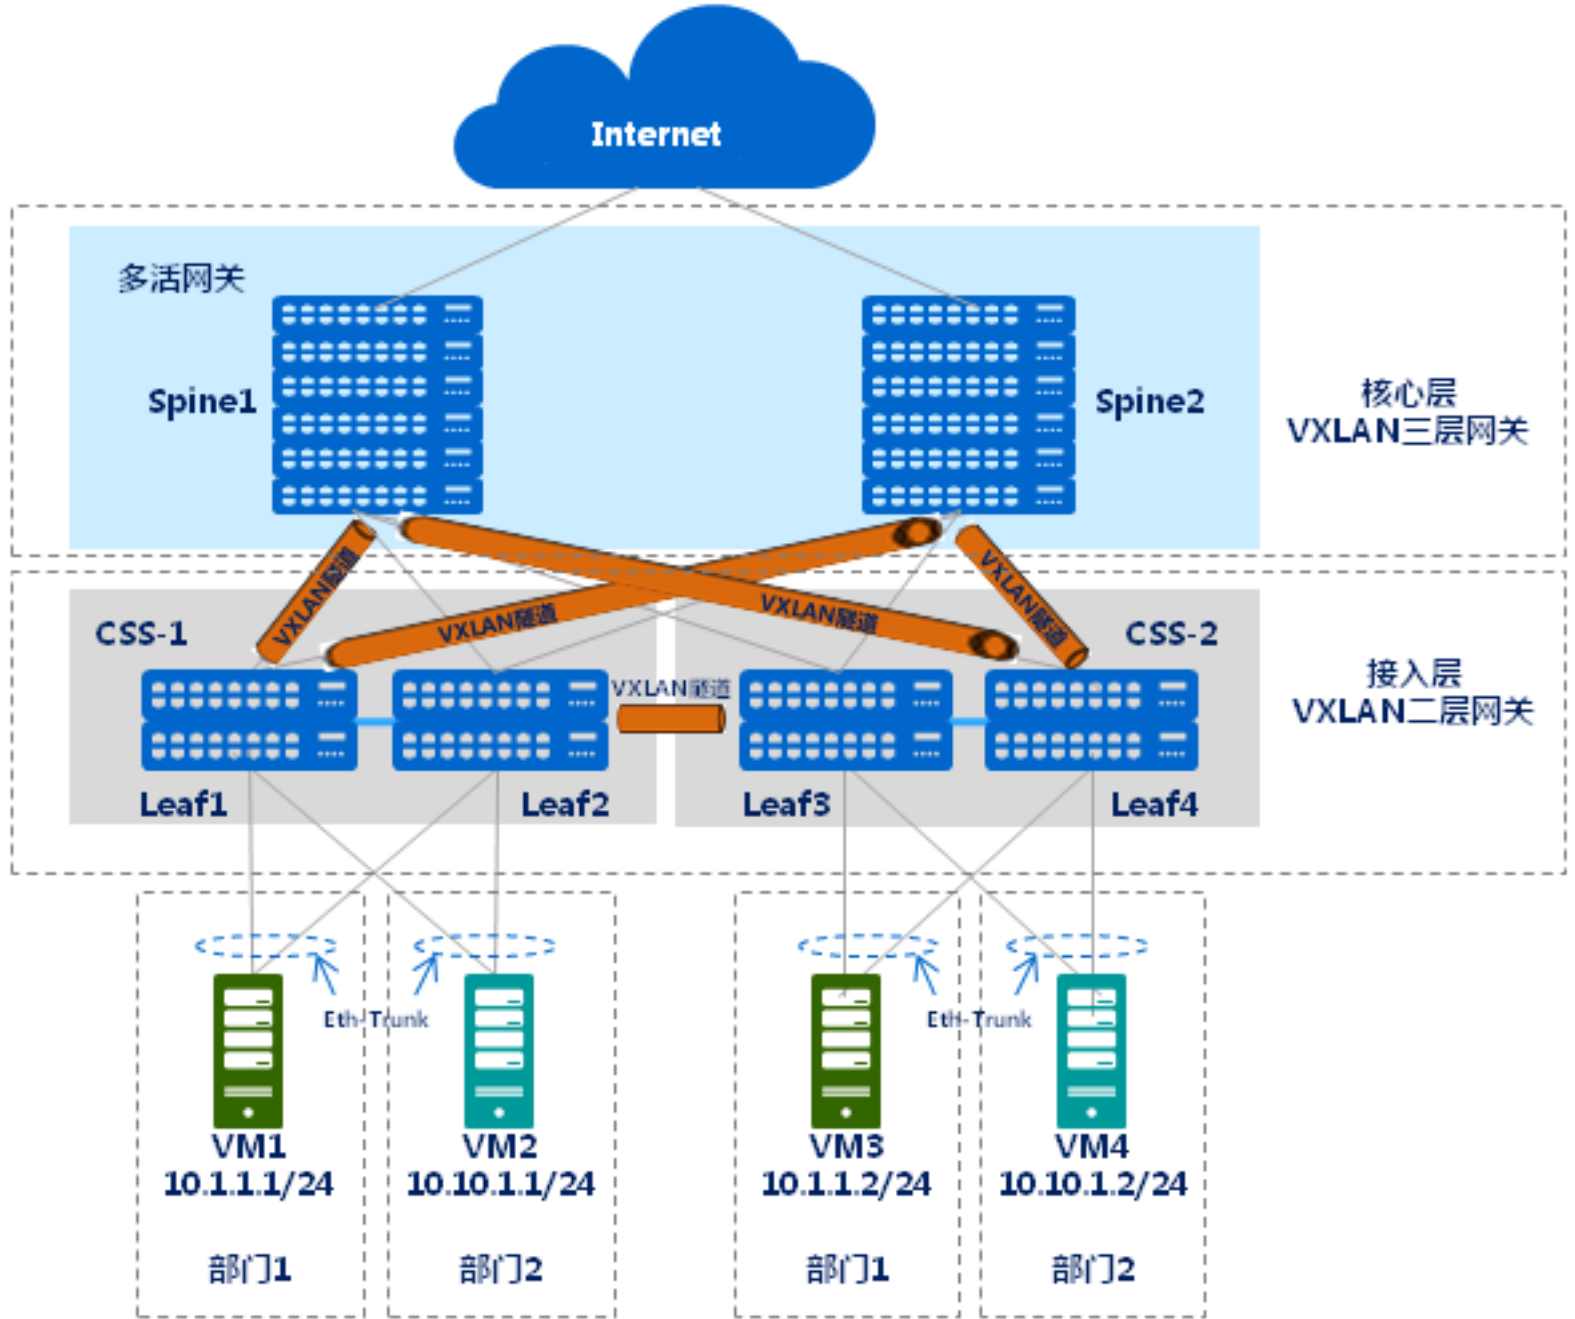 Internet
多活网关
Spine1
Spine2
核心层
VXLAN三层网关
VXLAN隧道
VXLAN隧道
VXLAN隧道
VXLAN隧道
CSS-1
CSS-2
VXLAN隧道
接入层
VXLAN二层网关
Leaf1
Leaf2
Leaf3
Leaf4
Eth-Trunk
Eth-Trunk
VM1
10.1.1.1/24
VM2
10.10.1.1/24
VM3
10.1.1.2/24
VM4
10.10.1.2/24
部门1
部门2
部门1
部门2